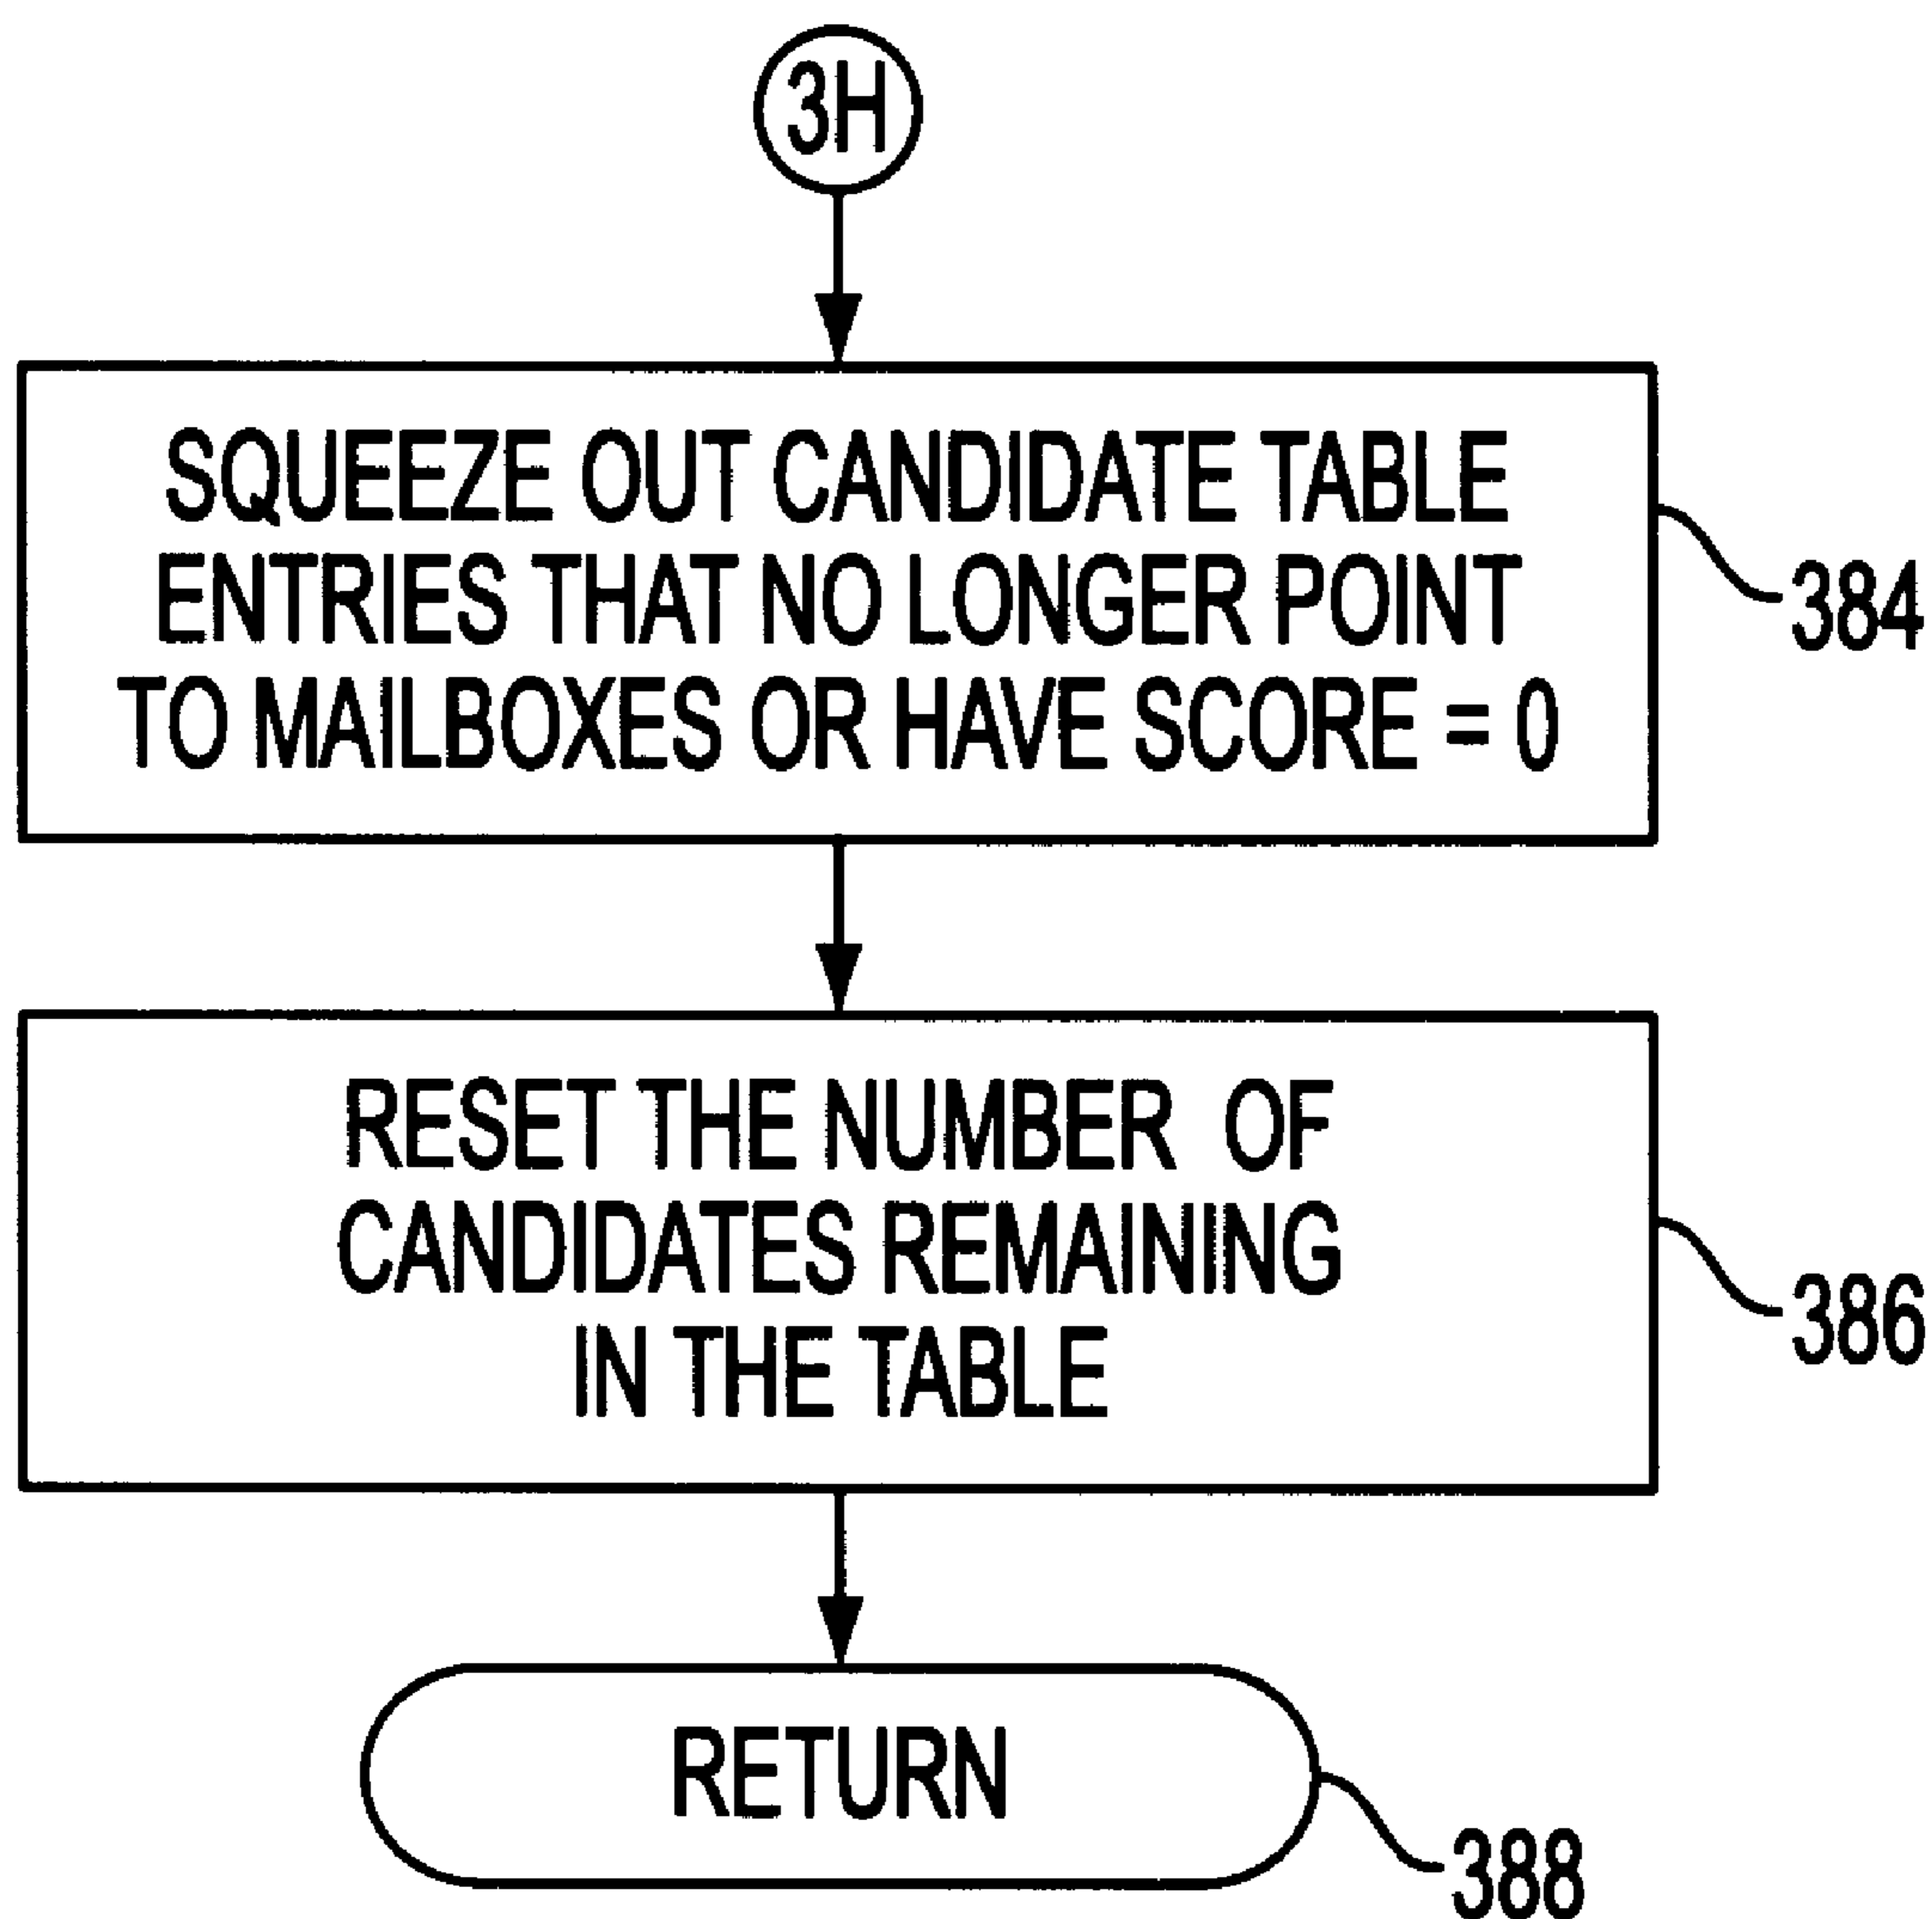 3H
SQUEEZE OUT CANDIDATE TABLE
ENTRIES THAT NO LONGER POINT
TO MAILBOXES OR HAVE SCORE = 0
384
RESET THE NUMBER OF
CANDIDATES REMAINING
IN THE TABLE
386
RETURN
388